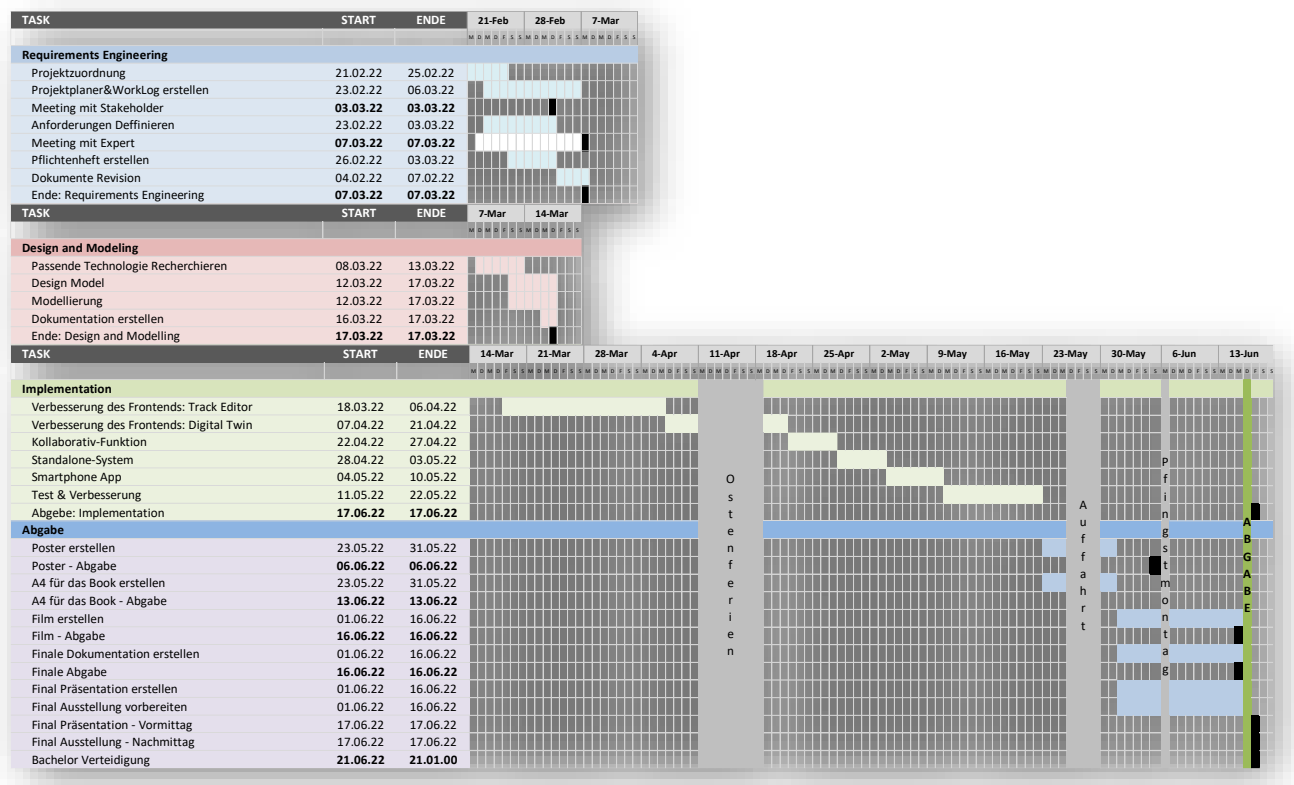 TASK START ENDE 21-Feb 28-Feb 7-Mar
M D M D F S S M D M D F S S M D M D F S S
Requirements Engineering
Projektzuordnung 21.02.22 25.02.22
Projektplaner&WorkLog erstellen 23.02.22 06.03.22
Meeting mit Stakeholder 03.03.22 03.03.22
Anforderungen Deffinieren 23.02.22 03.03.22
Meeting mit Expert 07.03.22 07.03.22
Pflichtenheft erstellen 26.02.22 03.03.22
Dokumente Revision 04.02.22 07.02.22
Ende: Requirements Engineering 07.03.22 07.03.22
TASK START ENDE 7-Mar 14-Mar
M D M D F S S M D M D F S S
Design and Modeling
Passende Technologie Recherchieren 08.03.22 13.03.22
Design Model 12.03.22 17.03.22
Modellierung 12.03.22 17.03.22
Dokumentation erstellen 16.03.22 17.03.22
Ende: Design and Modelling 17.03.22 17.03.22
TASK START ENDE 14-Mar 21-Mar 28-Mar 4-Apr 11-Apr 18-Apr 25-Apr 2-May 9-May 16-May 23-May 30-May 6-Jun 13-Jun
M D M D F S S M D M D F S S M D M D F S S M D M D F S S M D M D F S S M D M D F S S M D M D F S S M D M D F S S M D M D F S S M D M D F S S M D M D F S S M D M D F S S M D M D F S S M D M D F S S
Implementation
Verbesserung des Frontends: Track Editor 18.03.22 06.04.22
Verbesserung des Frontends: Digital Twin 07.04.22 21.04.22
Kollaborativ-Funktion 22.04.22 27.04.22
Standalone-System 28.04.22 03.05.22
Smartphone App 04.05.22 10.05.22
Test & Verbesserung 11.05.22 22.05.22
Abgebe: Implementation 17.06.22 17.06.22
Abgabe
Poster erstellen 23.05.22 31.05.22
Poster - Abgabe 06.06.22 06.06.22
A4 für das Book erstellen 23.05.22 31.05.22
A4 für das Book - Abgabe 13.06.22 13.06.22
Film erstellen 01.06.22 16.06.22
Film - Abgabe 16.06.22 16.06.22
Finale Dokumentation erstellen 01.06.22 16.06.22
Finale Abgabe 16.06.22 16.06.22
Final Präsentation erstellen 01.06.22 16.06.22
Final Ausstellung vorbereiten 01.06.22 16.06.22
Final Präsentation - Vormittag 17.06.22 17.06.22
Final Ausstellung - Nachmittag 17.06.22 17.06.22
Bachelor Verteidigung 21.06.22 21.01.00
Ostenferien
Auffahrt
Pfingstmontag
ABGABE